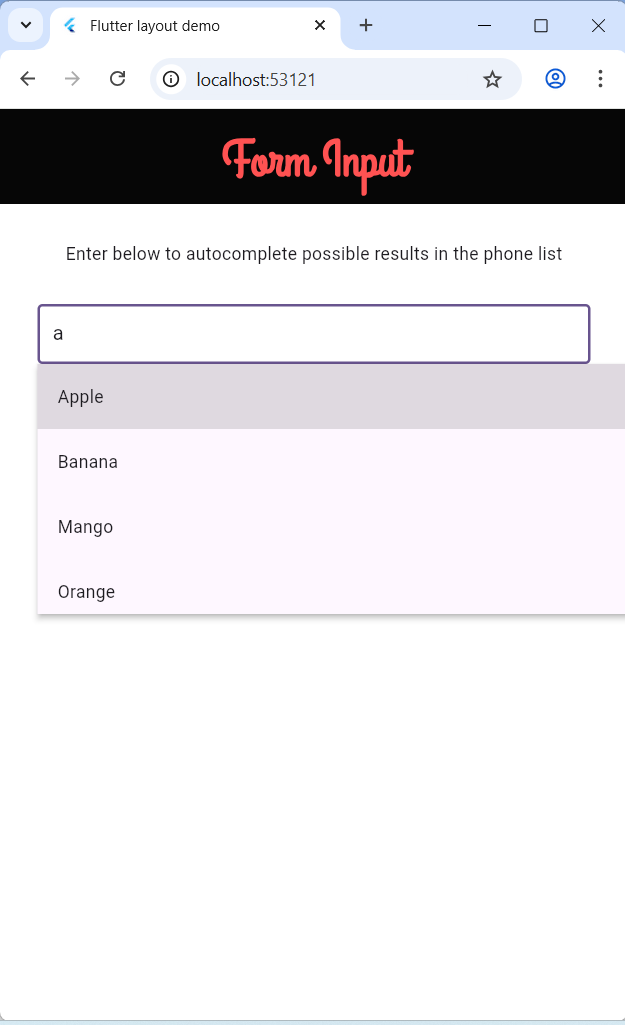 Flutter layout demo
localhost:53121
Form Input
Enter below to autocomplete possible results in the phone list
a
Apple
Banana
Mango
Orange